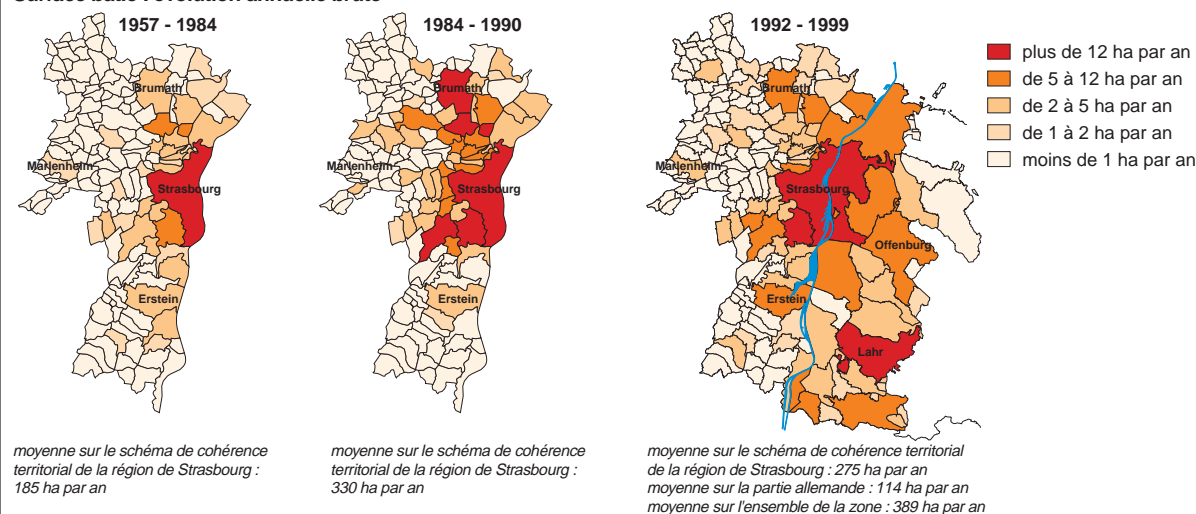 1957 - 1984
Brumath
Marlenheim
Strasbourg
Erstein
moyenne sur le schéma de cohérence
territorial de la région de Strasbourg :
185 ha par an
1984 - 1990
Brumath
Marlenheim
Strasbourg
Erstein
moyenne sur le schéma de cohérence
territorial de la région de Strasbourg :
330 ha par an
1992 - 1999
Brumath
Marlenheim
Strasbourg
Offenburg
Erstein
Lahr
moyenne sur le schéma de cohérence territorial
de la région de Strasbourg : 275 ha par an
moyenne sur la partie allemande : 114 ha par an
moyenne sur l'ensemble de la zone : 389 ha par an
plus de 12 ha par an
de 5 à 12 ha par an
de 2 à 5 ha par an
de 1 à 2 ha par an
moins de 1 ha par an